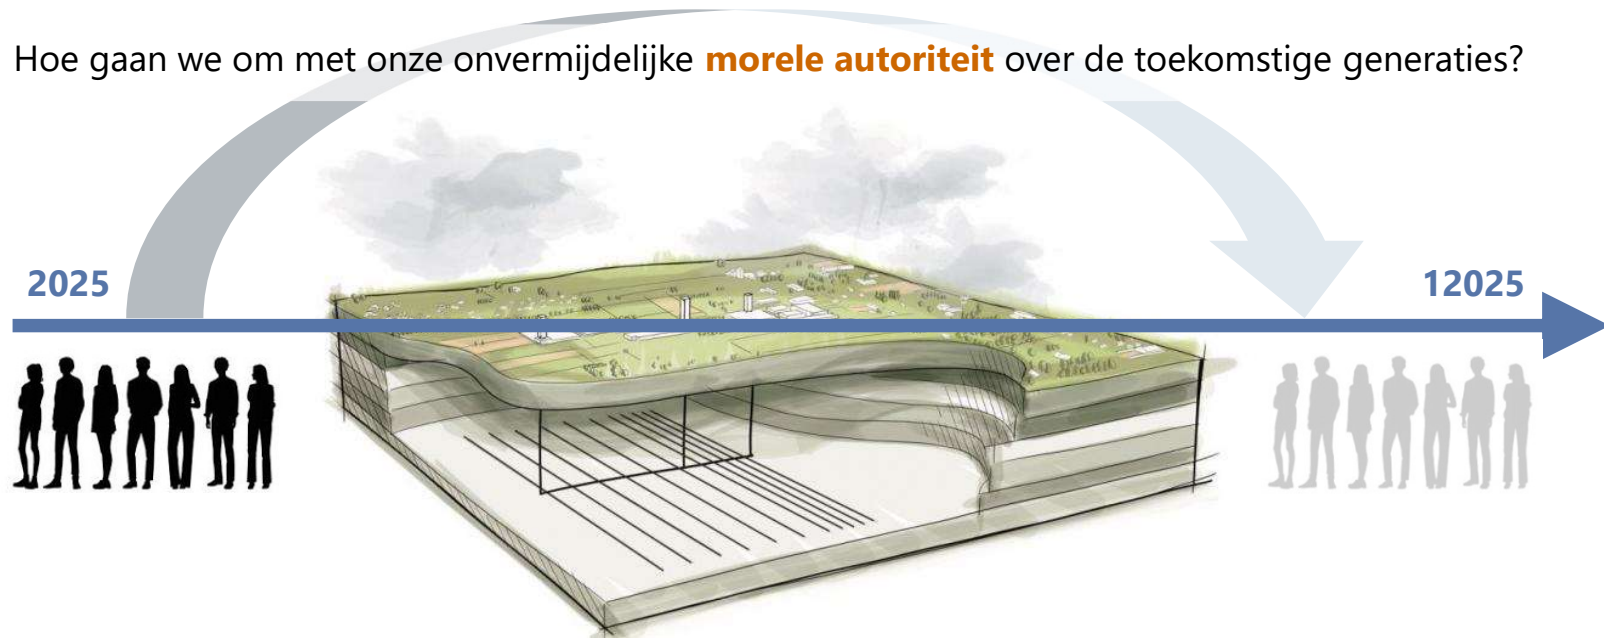 Hoe gaan we om met onze onvermijdelijke morele autoriteit over de toekomstige generaties?
2025
12025